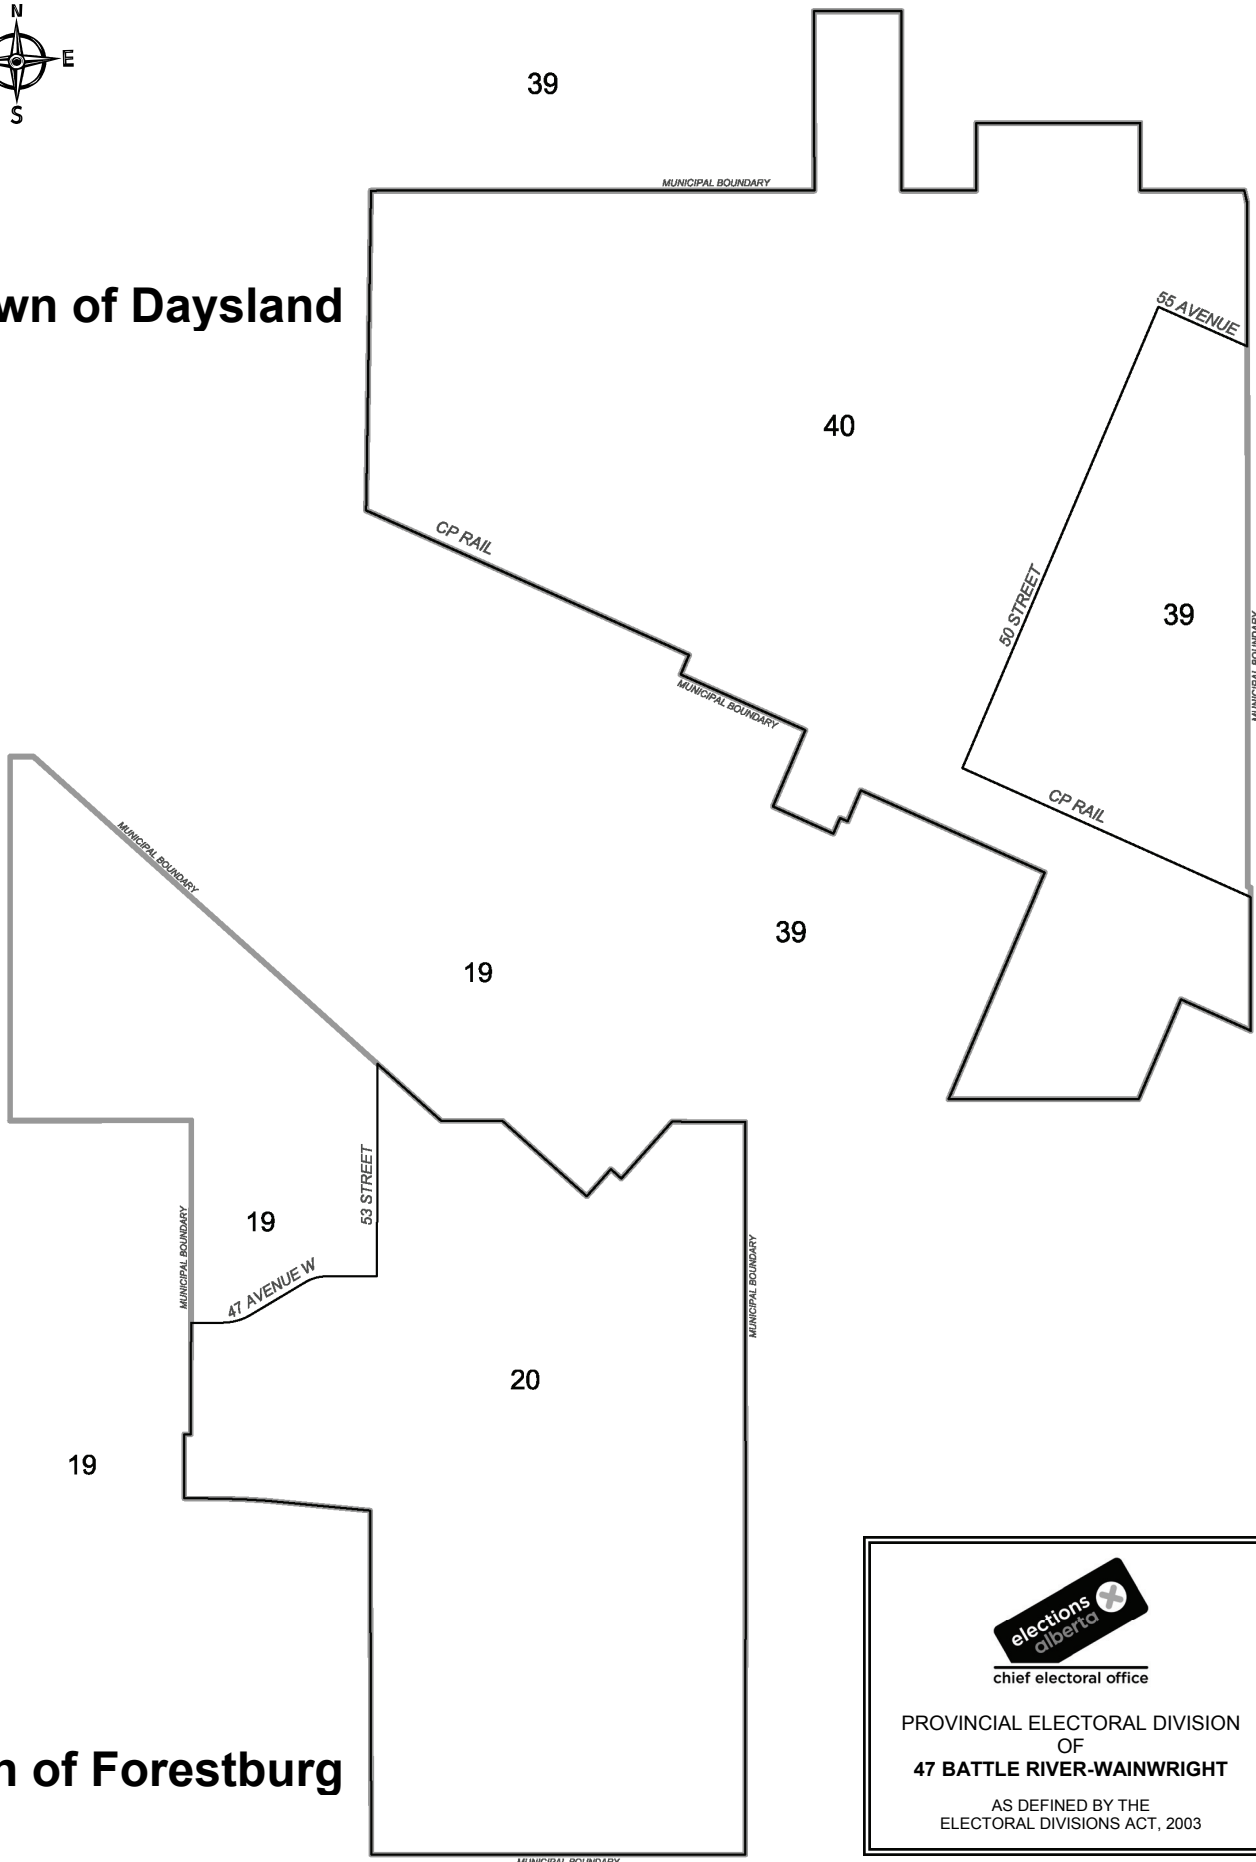 N
E
S
39
MUNICIPAL BOUNDARY
wn of Daysland
55 AVENUE
40
CP RAIL
50 STREET
39
MUNICIPAL BOUNDARY
MUNICIPAL BOUNDARY
CP RAIL
MUNICIPAL BOUNDARY
39
19
53 STREET
19
MUNICIPAL BOUNDARY
47 AVENUE W
MUNICIPAL BOUNDARY
20
19
elections
alberta
chief electoral office
PROVINCIAL ELECTORAL DIVISION
OF
47 BATTLE RIVER-WAINWRIGHT
AS DEFINED BY THE
ELECTORAL DIVISIONS ACT, 2003
n of Forestburg
MUNICIPAL BOUNDARY